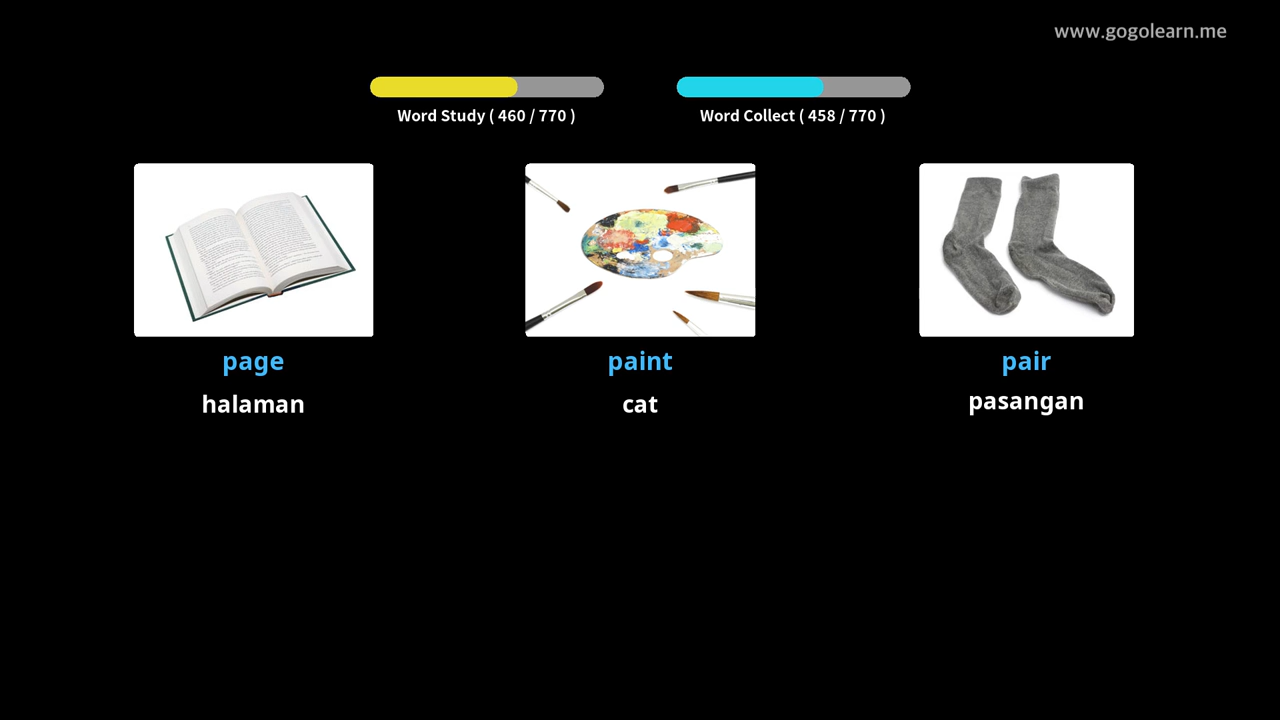 www.gogolearn.me
Word Study ( 460 / 770 )
Word Collect ( 458 / 770 )
page
paint
pair
halaman
cat
pasangan